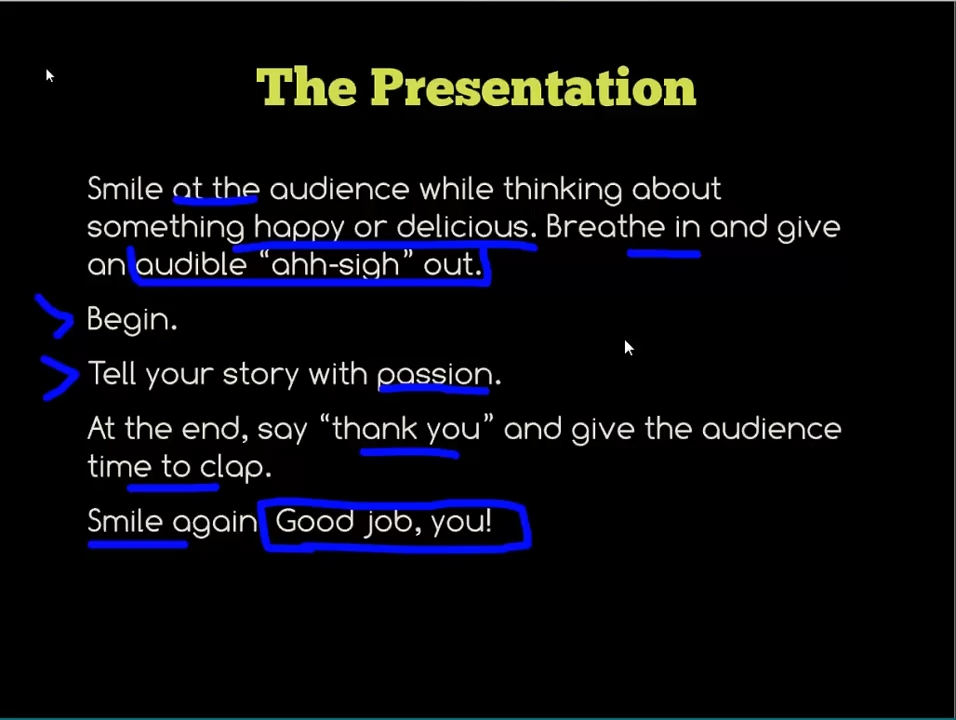 The Presentation
Smile at the audience while thinking about
something happy or delicious. Breathe in and give
an audible “ahh-sigh” out.
Begin.
Tell your story with passion.
At the end, say “thank you” and give the audience
time to clap.
Smile again Good job, you!